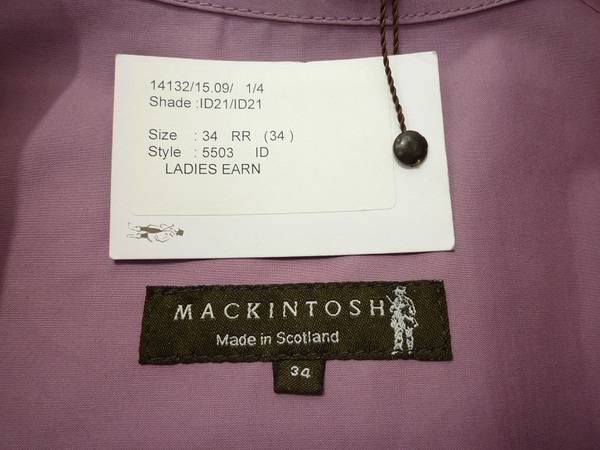 14132/15.09/ 1/4
Shade :ID21/ID21
Size : 34 RR (34 )
Style : 5503 ID
LADIES EARN
MACKINTOSH
Made in Scotland
34